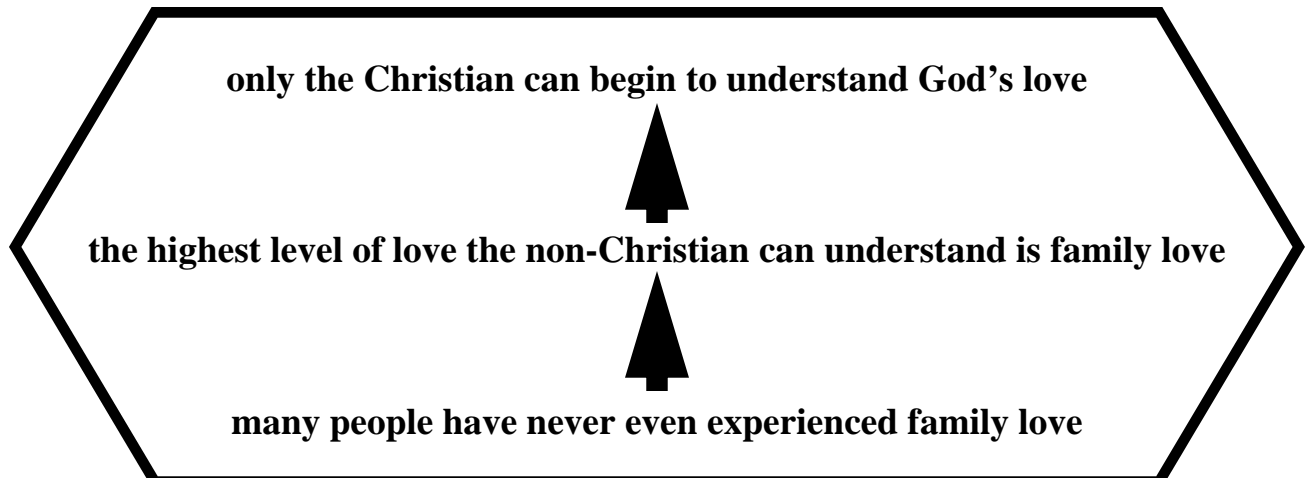 only the Christian can begin to understand God’s love
the highest level of love the non-Christian can understand is family love
many people have never even experienced family love